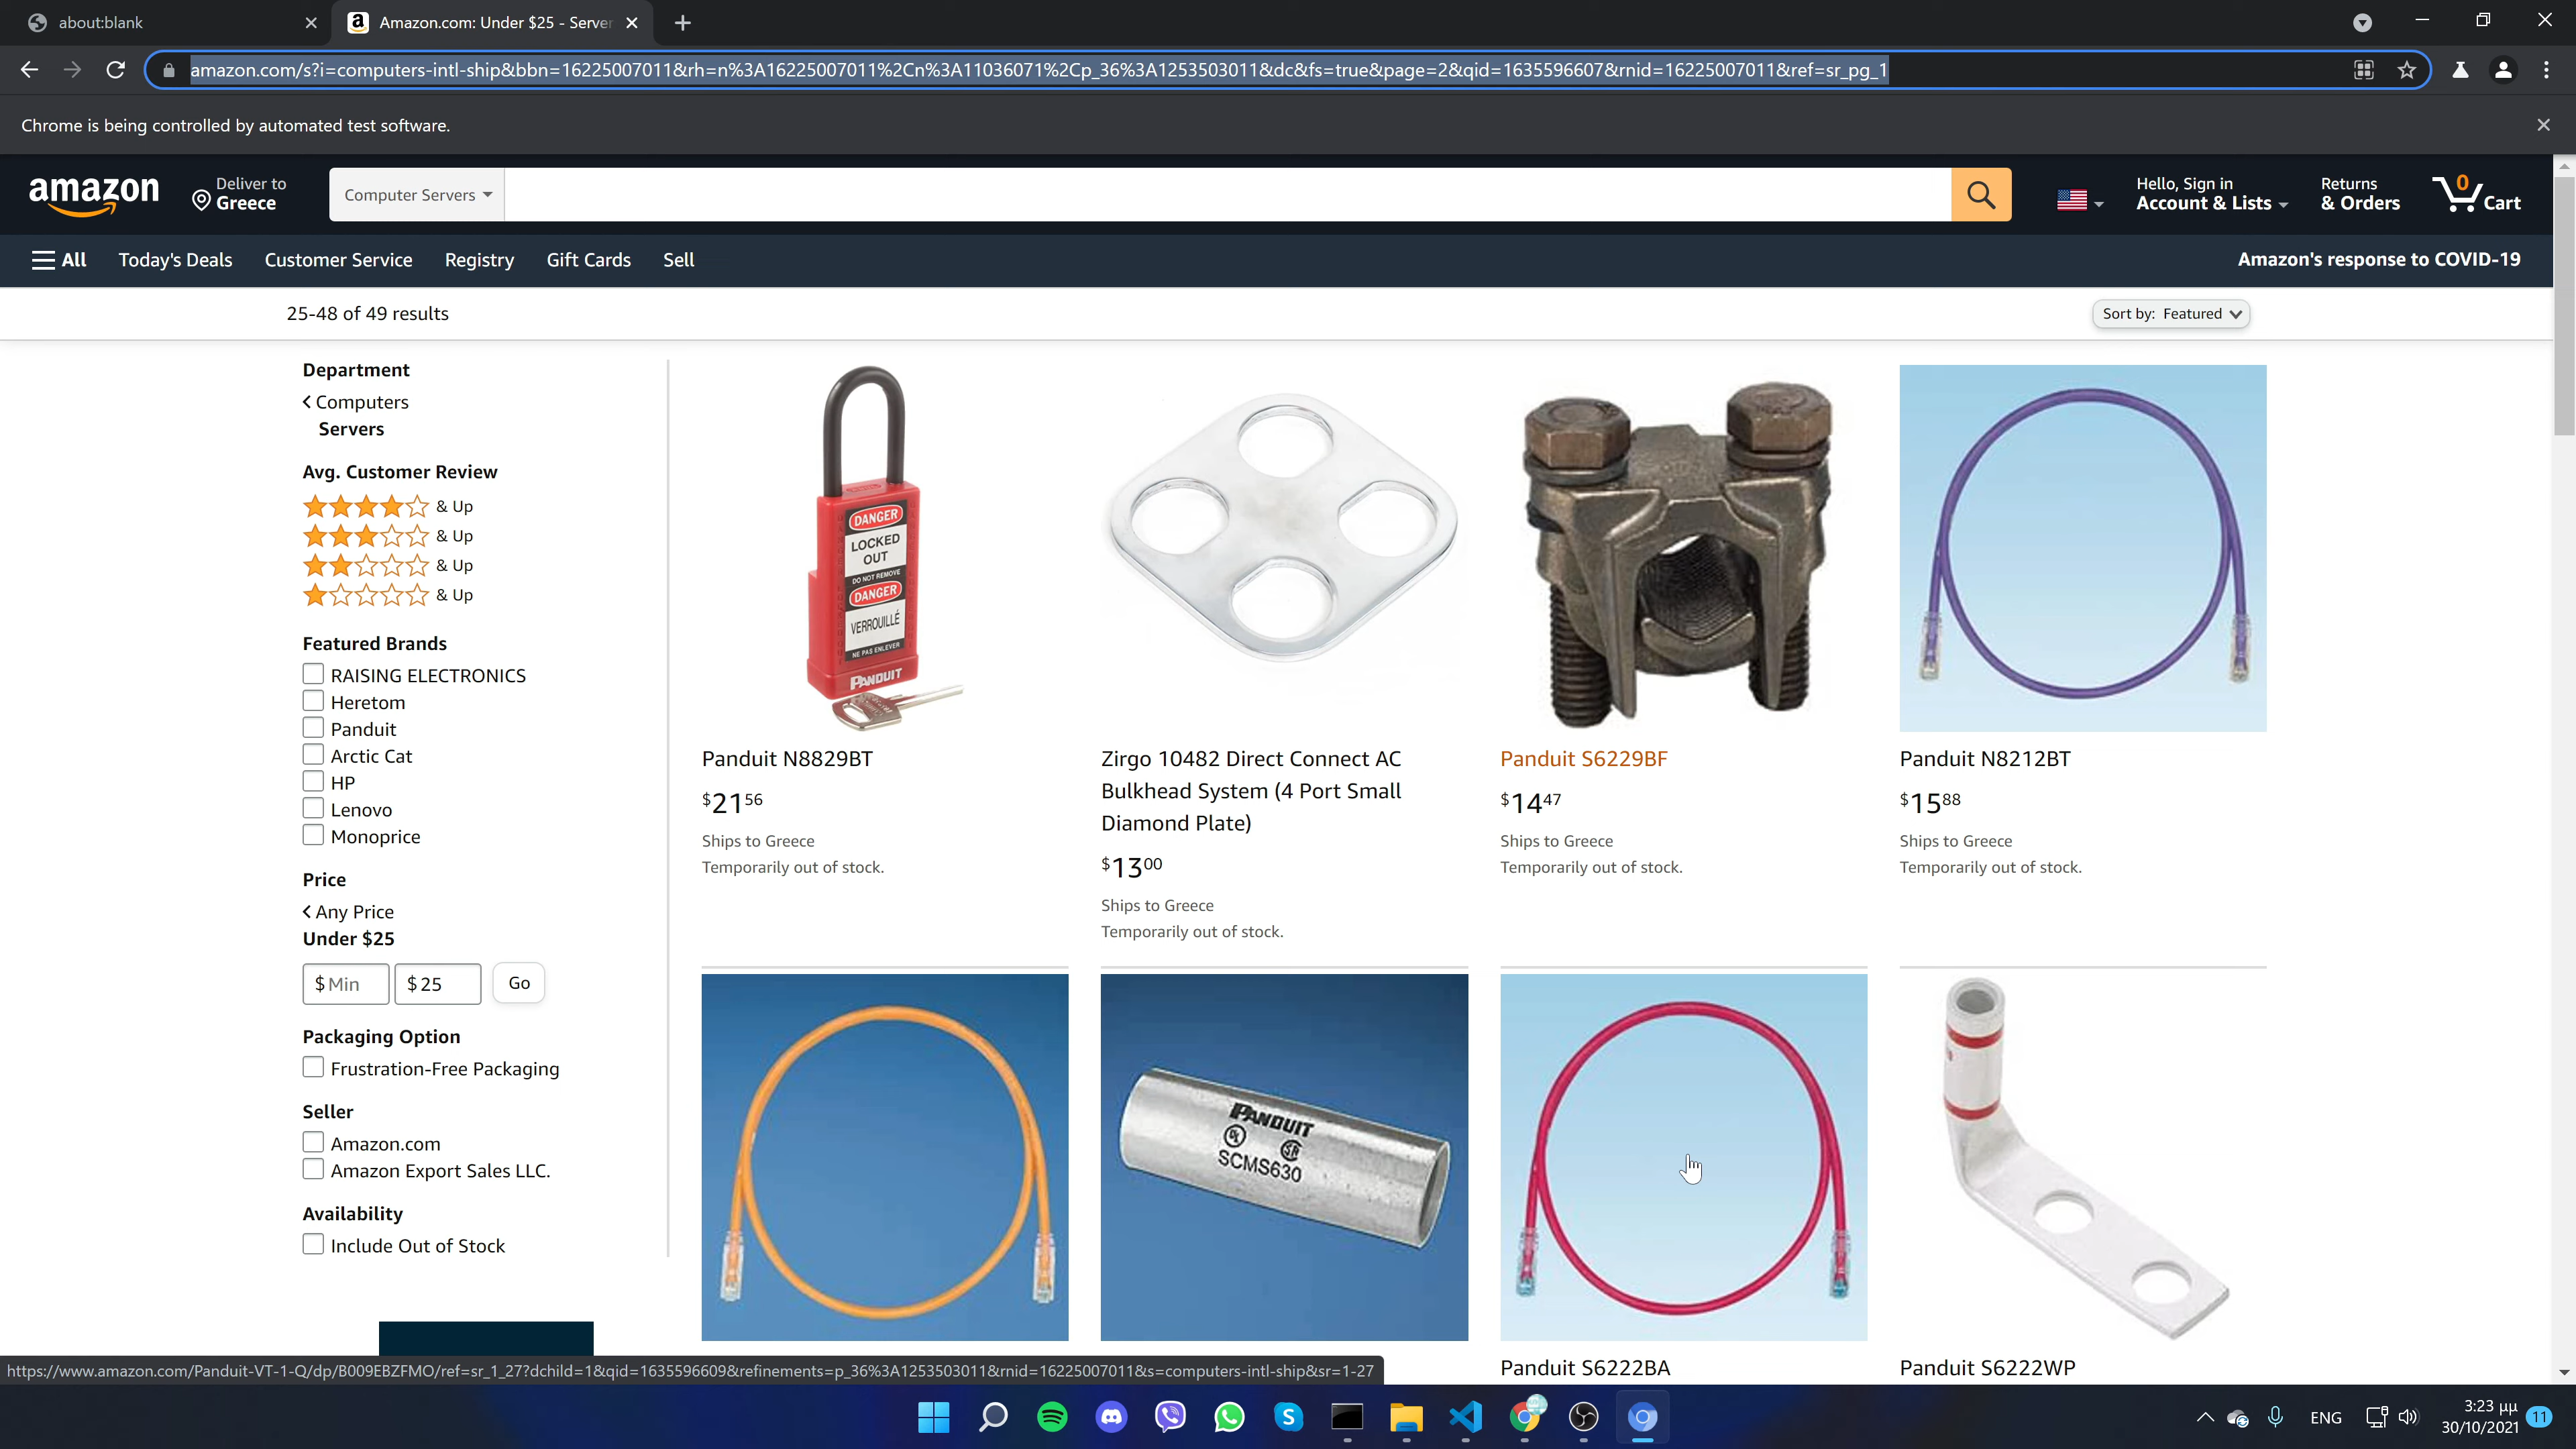 about:blank
Amazon.com: Under $25 - Server
amazon.com/s?i=computers-intl-ship&bbn=16225007011&rh=n%3A16225007011%2Cn%3A11036071%2Cp_36%3A1253503011&dc&fs=true&page=2&qid=1635596607&rnid=16225007011&ref=sr_pg_1
Chrome is being controlled by automated test software.
amazon
Deliver to
Greece
Computer Servers
Hello, Sign in
Account & Lists
Returns
& Orders
0
Cart
All Today's Deals Customer Service Registry Gift Cards Sell
Amazon's response to COVID-19
25-48 of 49 results
Sort by: Featured
Department
Computers
Servers
Avg. Customer Review
& Up
& Up
& Up
& Up
Featured Brands
RAISING ELECTRONICS
Heretom
Panduit
Arctic Cat
HP
Lenovo
Monoprice
Price
Any Price
Under $25
$ Min
$ 25
Go
Packaging Option
Frustration-Free Packaging
Seller
Amazon.com
Amazon Export Sales LLC.
Availability
Include Out of Stock
DANGER
LOCKED
OUT
DO NOT REMOVE
DANGER
VERROUILLÉ
NE PAS ENLEVER
PANDUIT
Panduit N8829BT
$21 56
Ships to Greece
Temporarily out of stock.
Zirgo 10482 Direct Connect AC
Bulkhead System (4 Port Small
Diamond Plate)
$13 00
Ships to Greece
Temporarily out of stock.
Panduit S6229BF
$14 47
Ships to Greece
Temporarily out of stock.
Panduit N8212BT
$15 88
Ships to Greece
Temporarily out of stock.
PANDUIT
UL
SCMS630
Panduit S6222BA
Panduit S6222WP
https://www.amazon.com/Panduit-VT-1-Q/dp/B009EBZFMO/ref=sr_1_27?dchild=1&qid=1635596609&refinements=p_36%3A1253503011&rnid=16225007011&s=computers-intl-ship&sr=1-27
ENG
3:23 μμ
30/10/2021
11